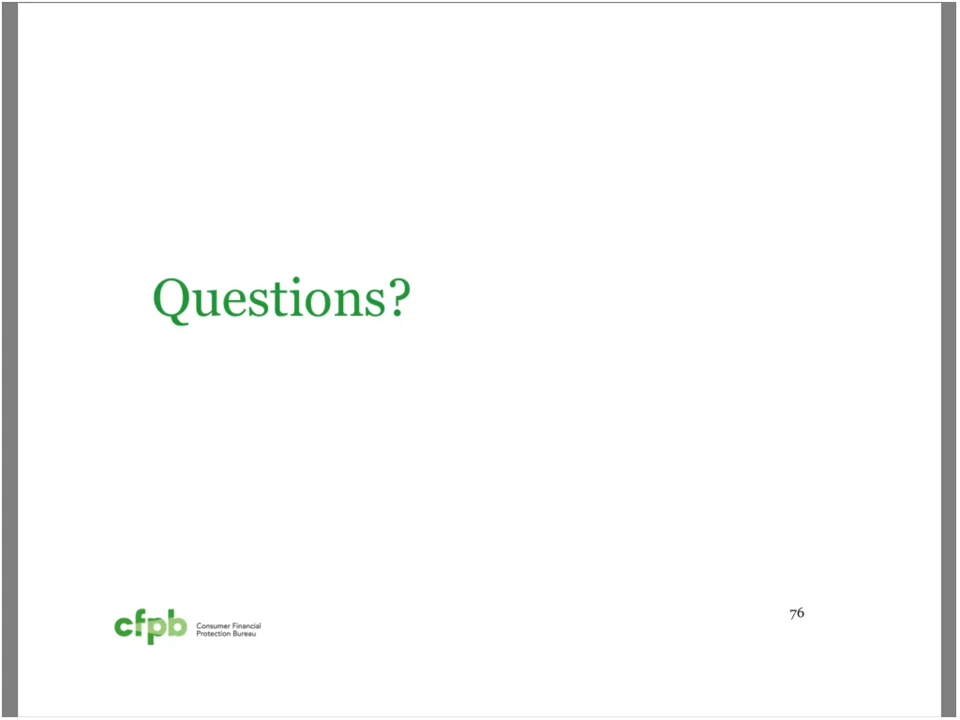 Questions?
76
cfpb
Consumer Financial
Protection Bureau